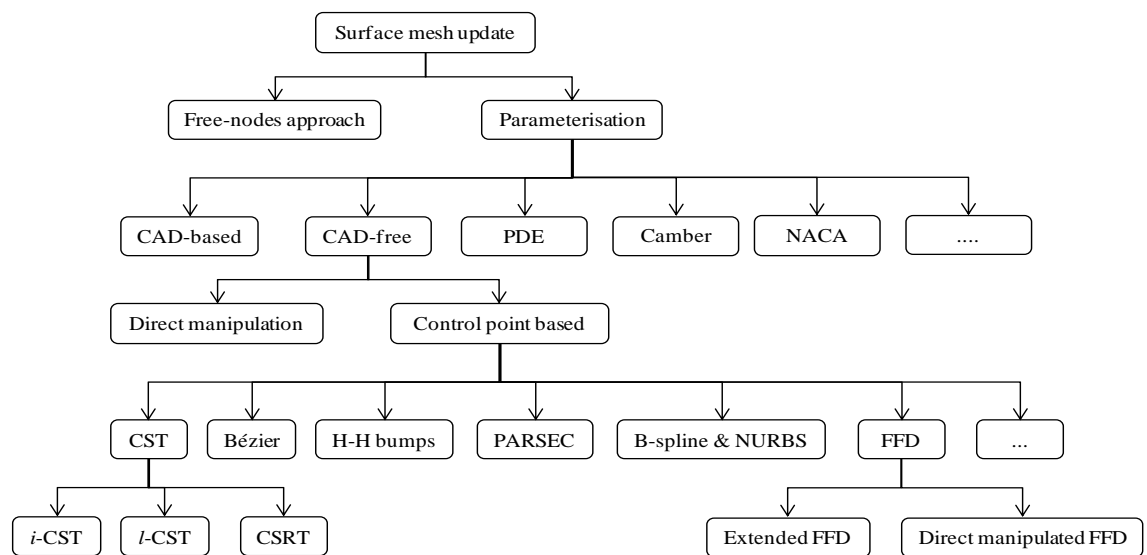 Surface mesh update
Free-nodes approach
Parameterisation
CAD-based
CAD-free
PDE
Camber
NACA
....
Direct manipulation
Control point based
CST
Bézier
H-H bumps
PARSEC
B-spline & NURBS
FFD
...
i-CST
l-CST
CSRT
Extended FFD
Direct manipulated FFD